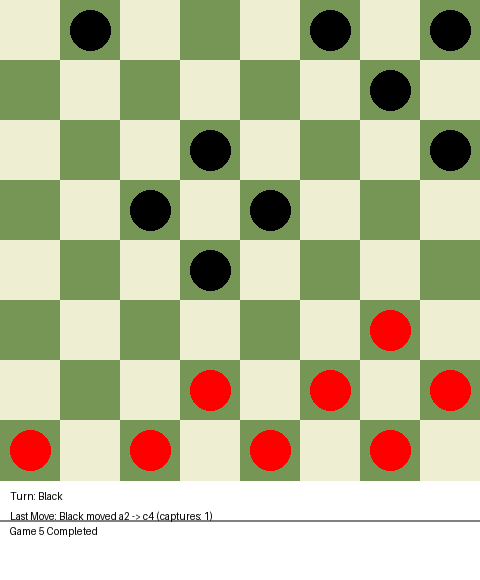 Turn: Black
Last Move: Black moved a2 -> c4 (captures: 1)
Game 5 Completed